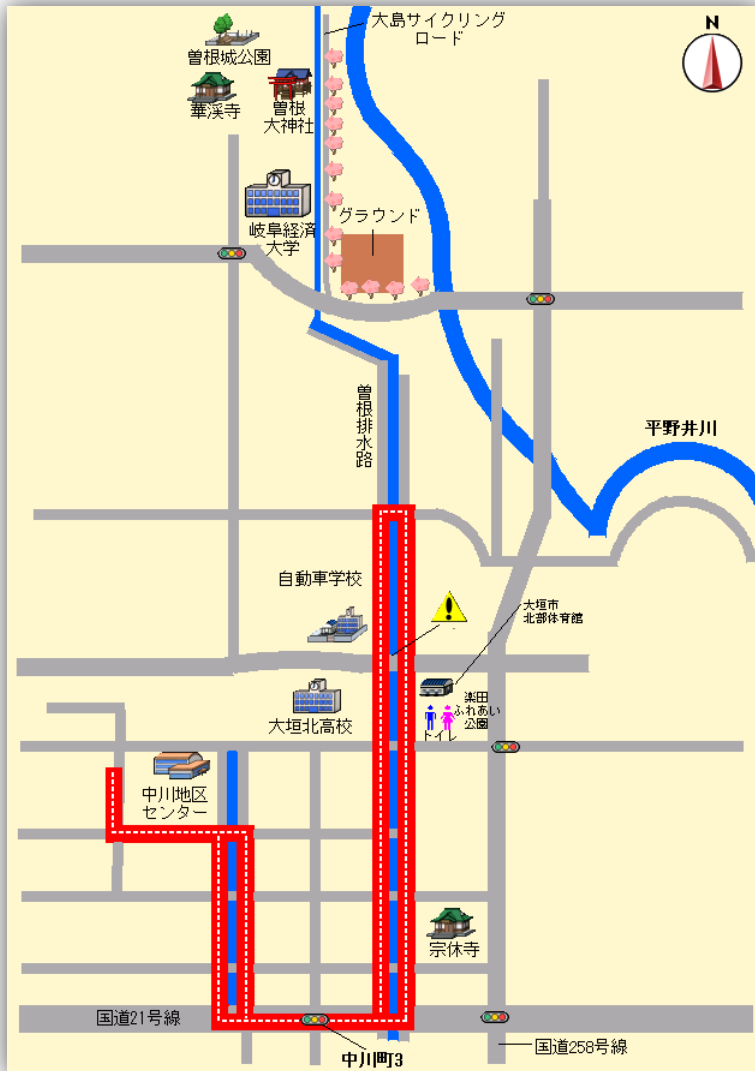 大島サイクリング
ロード
N
曽根城公園
華渓寺
曽根
大神社
岐阜経済
大学
グラウンド
曽根排水路
平野井川
自動車学校
大垣市
北部体育館
大垣北高校
楽田
ふれあい
公園
トイレ
中川地区
センター
宗休寺
国道21号線
中川町3
国道258号線